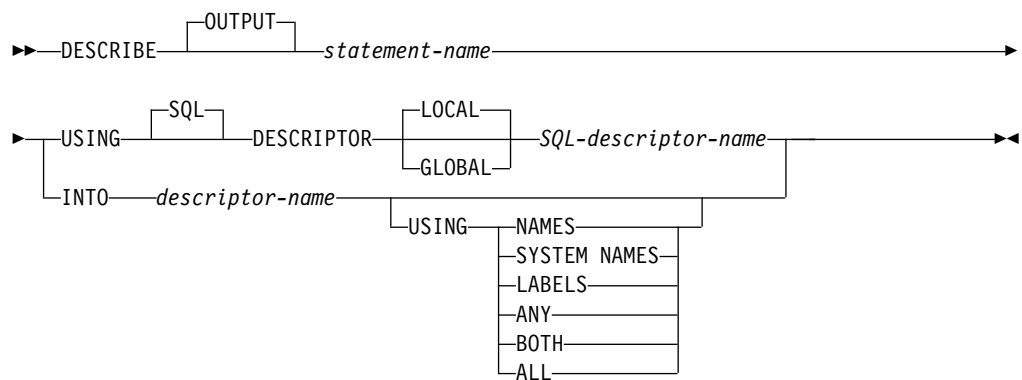 OUTPUT
DESCRIBE statement-name
SQL LOCAL
USING DESCRIPTOR SQL-descriptor-name
GLOBAL
INTO descriptor-name
USING NAMES
SYSTEM NAMES
LABELS
ANY
BOTH
ALL